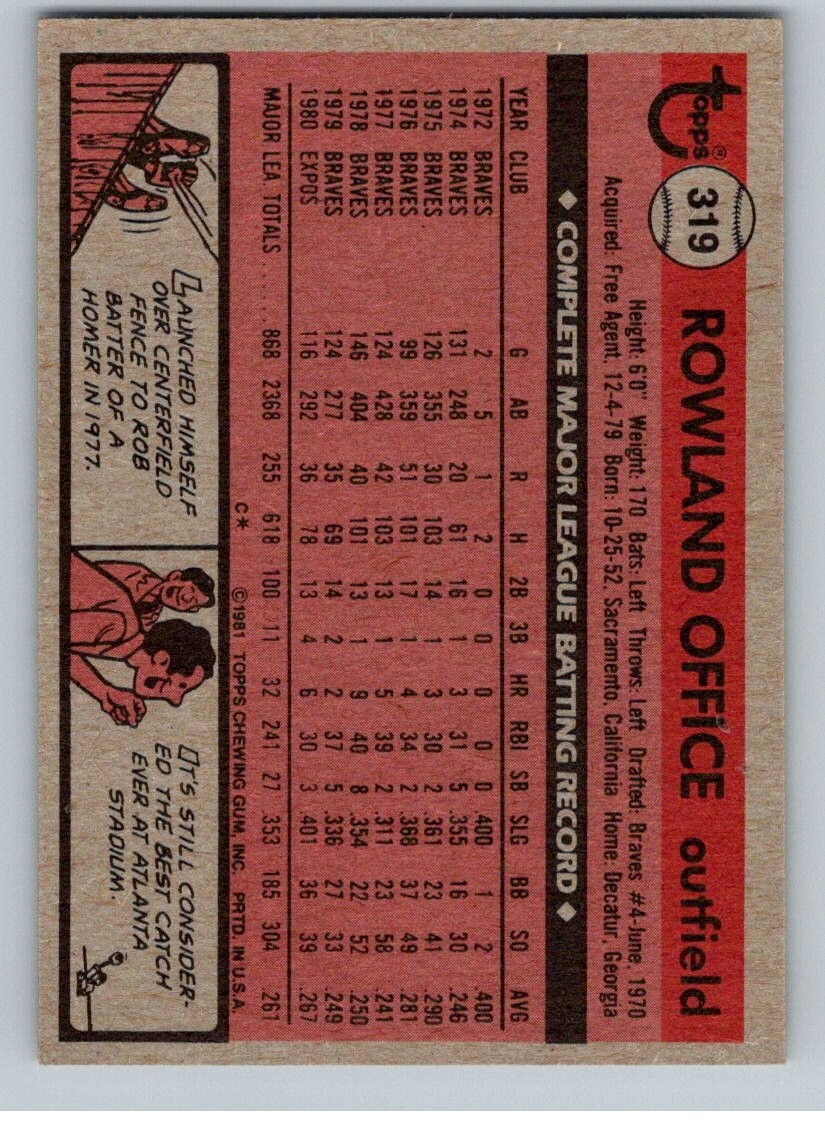 topps®
319
ROWLAND OFFICE outfield
Height: 6'0" Weight: 170 Bats: Left Throws: Left Drafted: Braves #4-June, 1970
Acquired: Free Agent, 12-4-79 Born: 10-25-52, Sacramento, California Home: Decatur, Georgia
◆ COMPLETE MAJOR LEAGUE BATTING RECORD ◆
YEAR CLUB G AB R H 2B 3B HR RBI SB SLG BB SO AVG
1972 BRAVES 2 5 1 2 0 0 0 0 0 .400 1 2 .400
1974 BRAVES 131 248 20 61 16 1 3 31 5 .355 16 30 .246
1975 BRAVES 126 355 30 103 14 1 3 30 2 .361 23 41 .290
1976 BRAVES 99 359 51 101 17 1 4 34 2 .368 37 49 .281
1977 BRAVES 124 428 42 103 13 1 5 39 2 .311 23 58 .241
1978 BRAVES 146 404 40 101 13 1 9 40 8 .354 22 52 .250
1979 BRAVES 124 277 35 69 14 2 2 37 5 .336 27 33 .249
1980 EXPOS 116 292 36 78 13 4 6 30 3 .401 36 39 .267
MAJOR LEA. TOTALS ...... 868 2368 255 618 100 11 32 241 27 .353 185 304 .261
C* ©1981 TOPPS CHEWING GUM, INC. PRTD. IN U.S.A.
LAUNCHED HIMSELF
OVER CENTERFIELD
FENCE TO ROB
BATTER OF A
HOMER IN 1977.
IT'S STILL CONSIDER-
ED THE BEST CATCH
EVER AT ATLANTA
STADIUM.